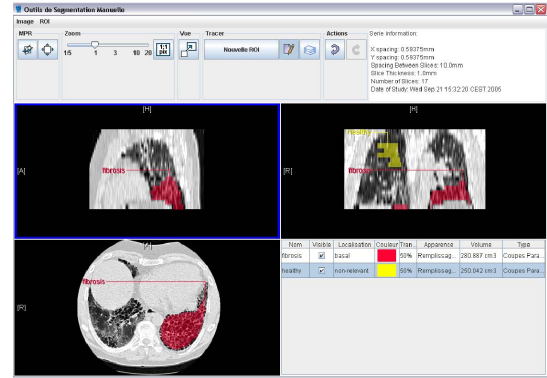 Outils de Segmentation Manuelle
Image ROI
MPR Zoom Vue Tracer Actions
1/5 1 3 10 20 1:1 pix
Nouvelle ROI
Serie information:
X spacing: 0.59375mm
Y spacing: 0.59375mm
Spacing Between Slices: 10.0mm
Slice Thickness: 1.0mm
Number of Slices: 17
Date of Study: Wed Sep 21 15:32:20 CEST 2005
[H]
[A]
fibrosis
[H]
[R]
healthy
fibrosis
[A]
[R]
fibrosis
Nom Visible Localisation Couleur Tran... Apparence Volume Type
fibrosis basal 50% Remplissag... 280.887 cm3 Coupes Para...
healthy non-relevant 50% Remplissag... 250.042 cm3 Coupes Para...